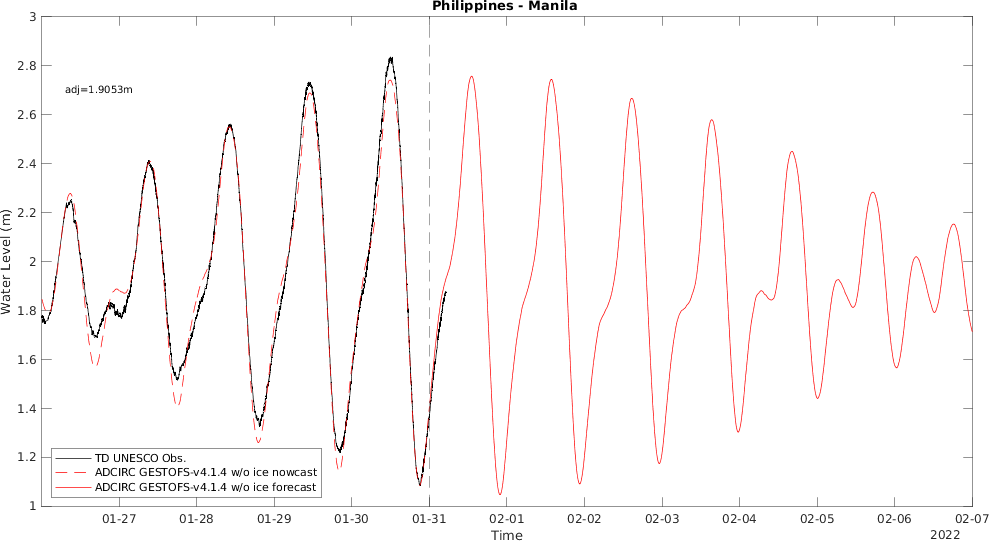 Philippines - Manila
3
2.8
2.6
2.4
2.2
2
1.8
1.6
1.4
1.2
1
Water Level (m)
adj=1.9053m
TD UNESCO Obs.
ADCIRC GESTOFS-v4.1.4 w/o ice nowcast
ADCIRC GESTOFS-v4.1.4 w/o ice forecast
01-27 01-28 01-29 01-30 01-31 02-01 02-02 02-03 02-04 02-05 02-06 02-07
Time
2022